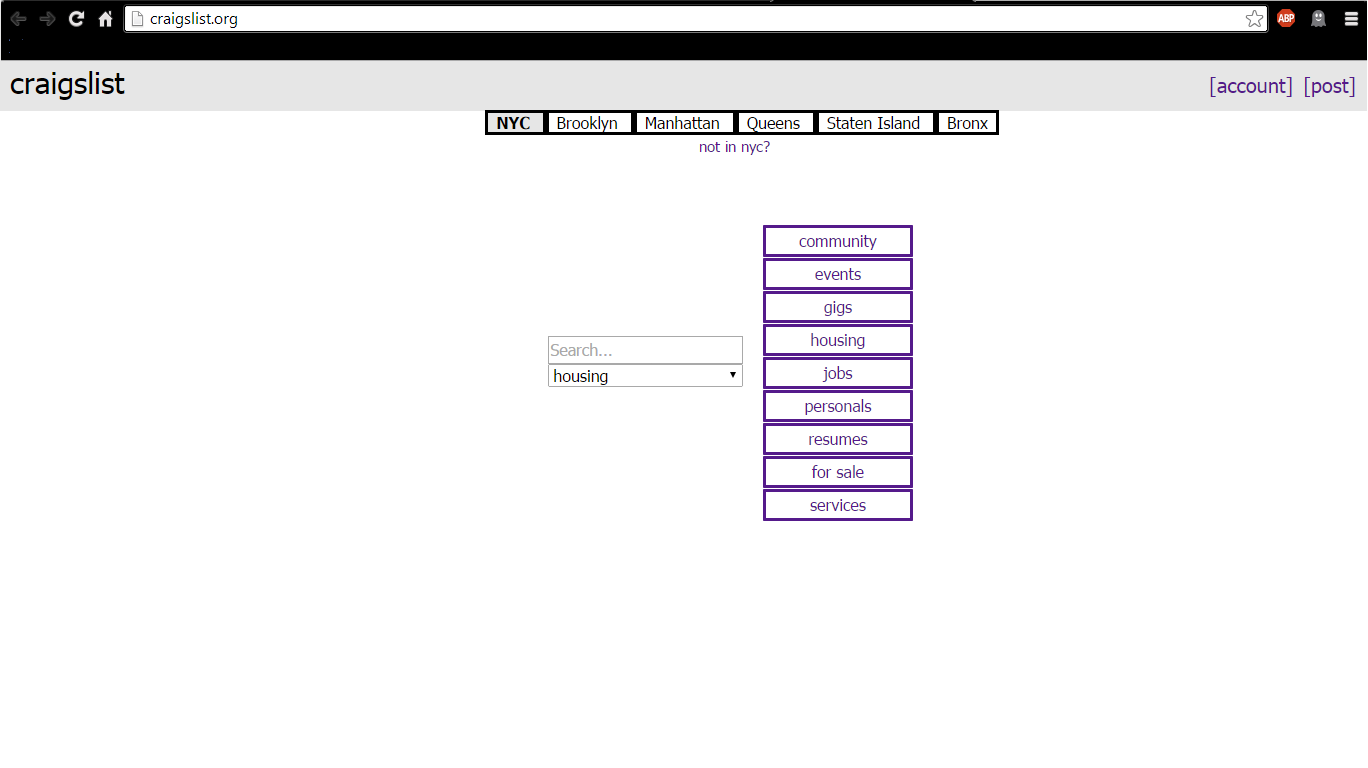 craigslist.org
ABP
craigslist
[account] [post]
NYC Brooklyn Manhattan Queens Staten Island Bronx
not in nyc?
community
events
gigs
housing
jobs
personals
resumes
for sale
services
Search...
housing